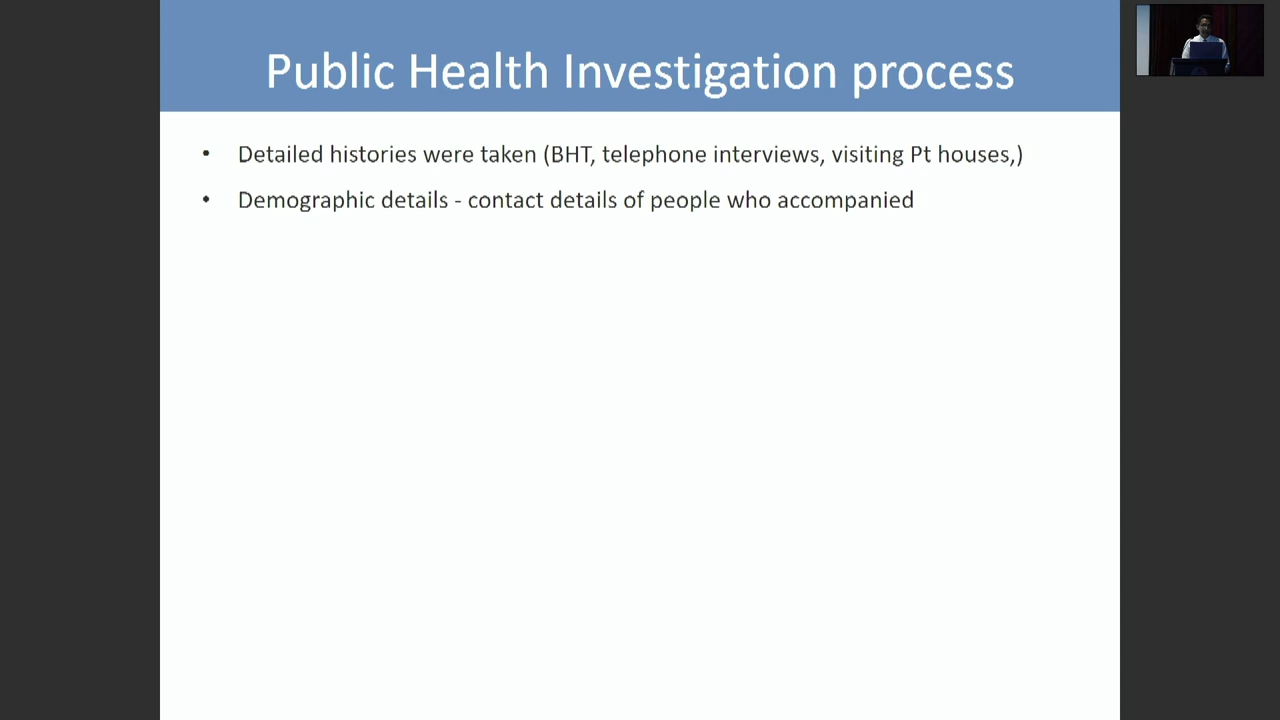 Public Health Investigation process
• Detailed histories were taken (BHT, telephone interviews, visiting Pt houses,)
• Demographic details - contact details of people who accompanied